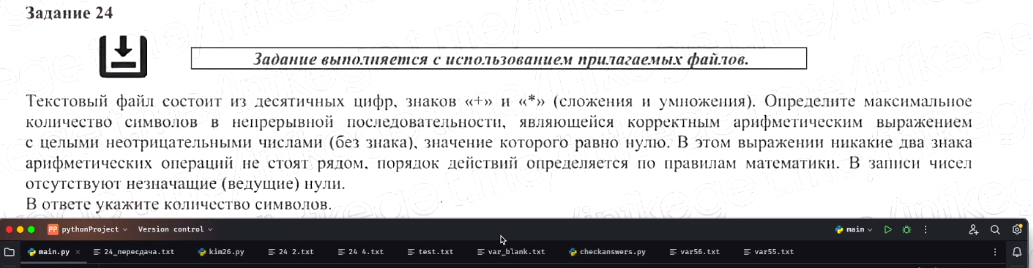 Задание 24
Задание выполняется с использованием прилагаемых файлов.
Текстовый файл состоит из десятичных цифр, знаков «+» и «*» (сложения и умножения). Определите максимальное
количество символов в непрерывной последовательности, являющейся корректным арифметическим выражением
с целыми неотрицательными числами (без знака), значение которого равно нулю. В этом выражении никакие два знака
арифметических операций не стоят рядом, порядок действий определяется по правилам математики. В записи чисел
отсутствуют незначащие (ведущие) нули.
В ответе укажите количество символов.
PP pythonProject Version control main
main.py 24_пересдача.txt kim26.py 24 2.txt 24 4.txt test.txt var_blank.txt checkanswers.py var56.txt var55.txt